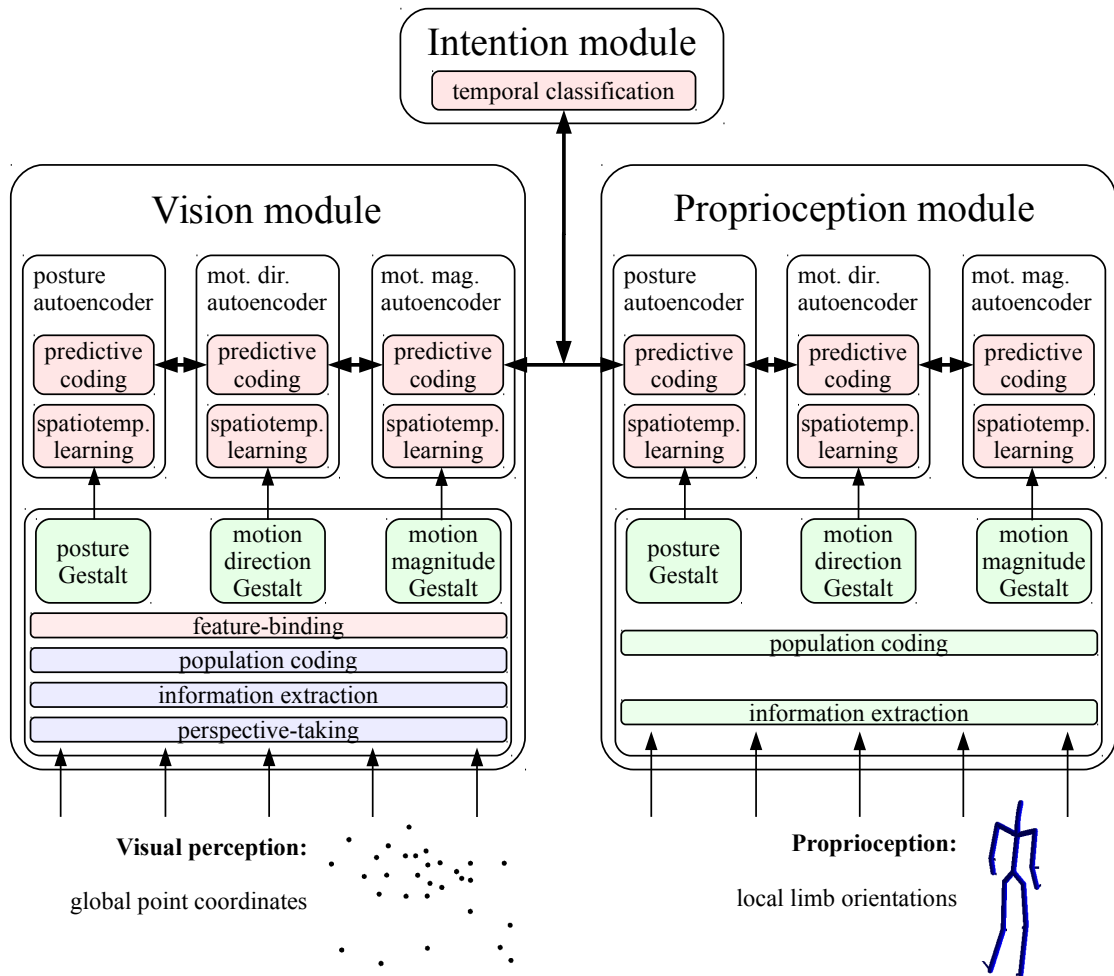 Intention module
temporal classification
Vision module
posture
autoencoder
mot. dir.
autoencoder
mot. mag.
autoencoder
predictive
coding
predictive
coding
predictive
coding
spatiotemp.
learning
spatiotemp.
learning
spatiotemp.
learning
posture
Gestalt
motion
direction
Gestalt
motion
magnitude
Gestalt
feature-binding
population coding
information extraction
perspective-taking
Visual perception:
global point coordinates
Proprioception module
posture
autoencoder
mot. dir.
autoencoder
mot. mag.
autoencoder
predictive
coding
predictive
coding
predictive
coding
spatiotemp.
learning
spatiotemp.
learning
spatiotemp.
learning
posture
Gestalt
motion
direction
Gestalt
motion
magnitude
Gestalt
population coding
information extraction
Proprioception:
local limb orientations